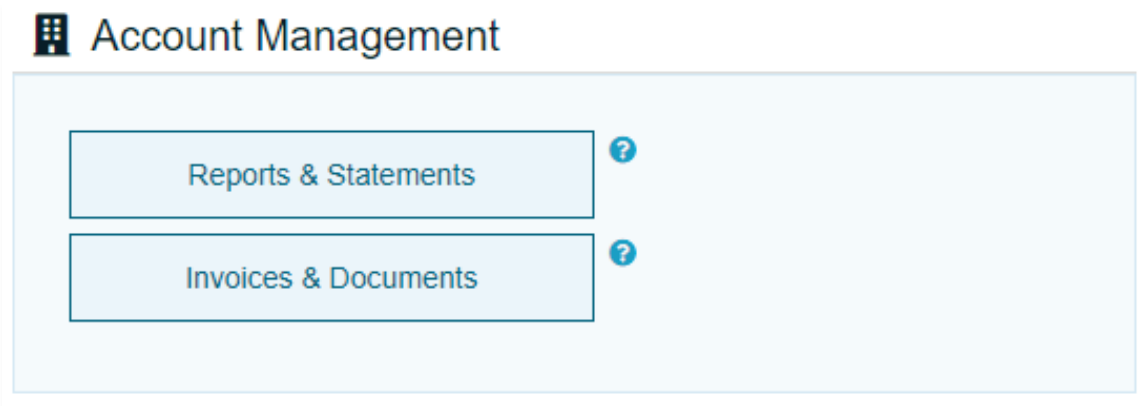 Account Management
Reports & Statements
?
Invoices & Documents
?